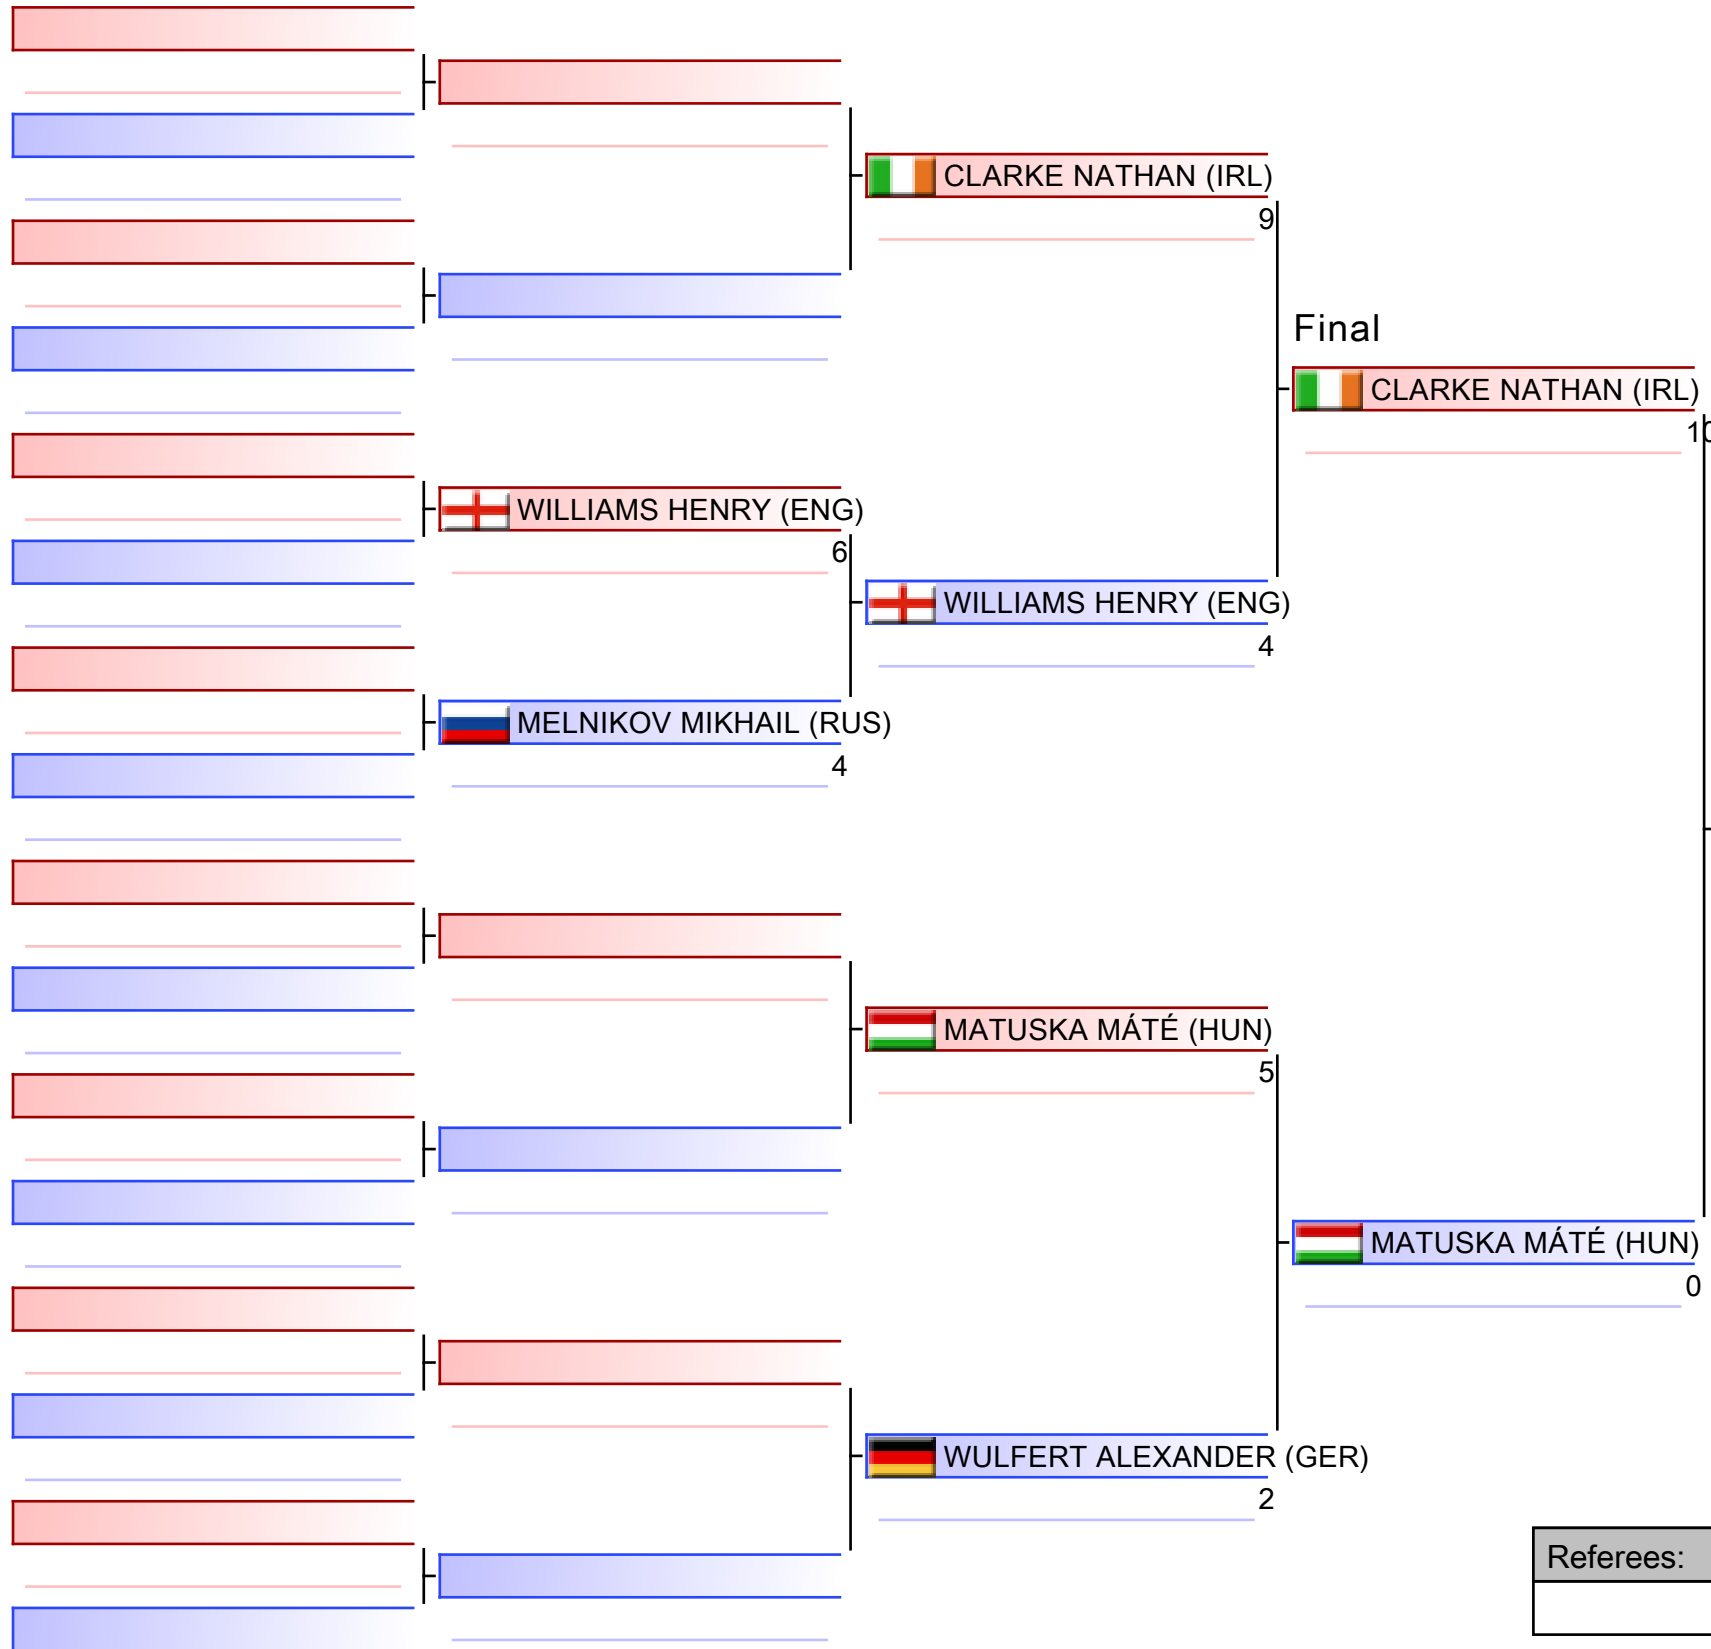 CLARKE NATHAN (IRL)
9
Final
CLARKE NATHAN (IRL)
10
WILLIAMS HENRY (ENG)
6
WILLIAMS HENRY (ENG)
4
MELNIKOV MIKHAIL (RUS)
4
MATUSKA MÁTÉ (HUN)
5
MATUSKA MÁTÉ (HUN)
0
WULFERT ALEXANDER (GER)
2
Referees: